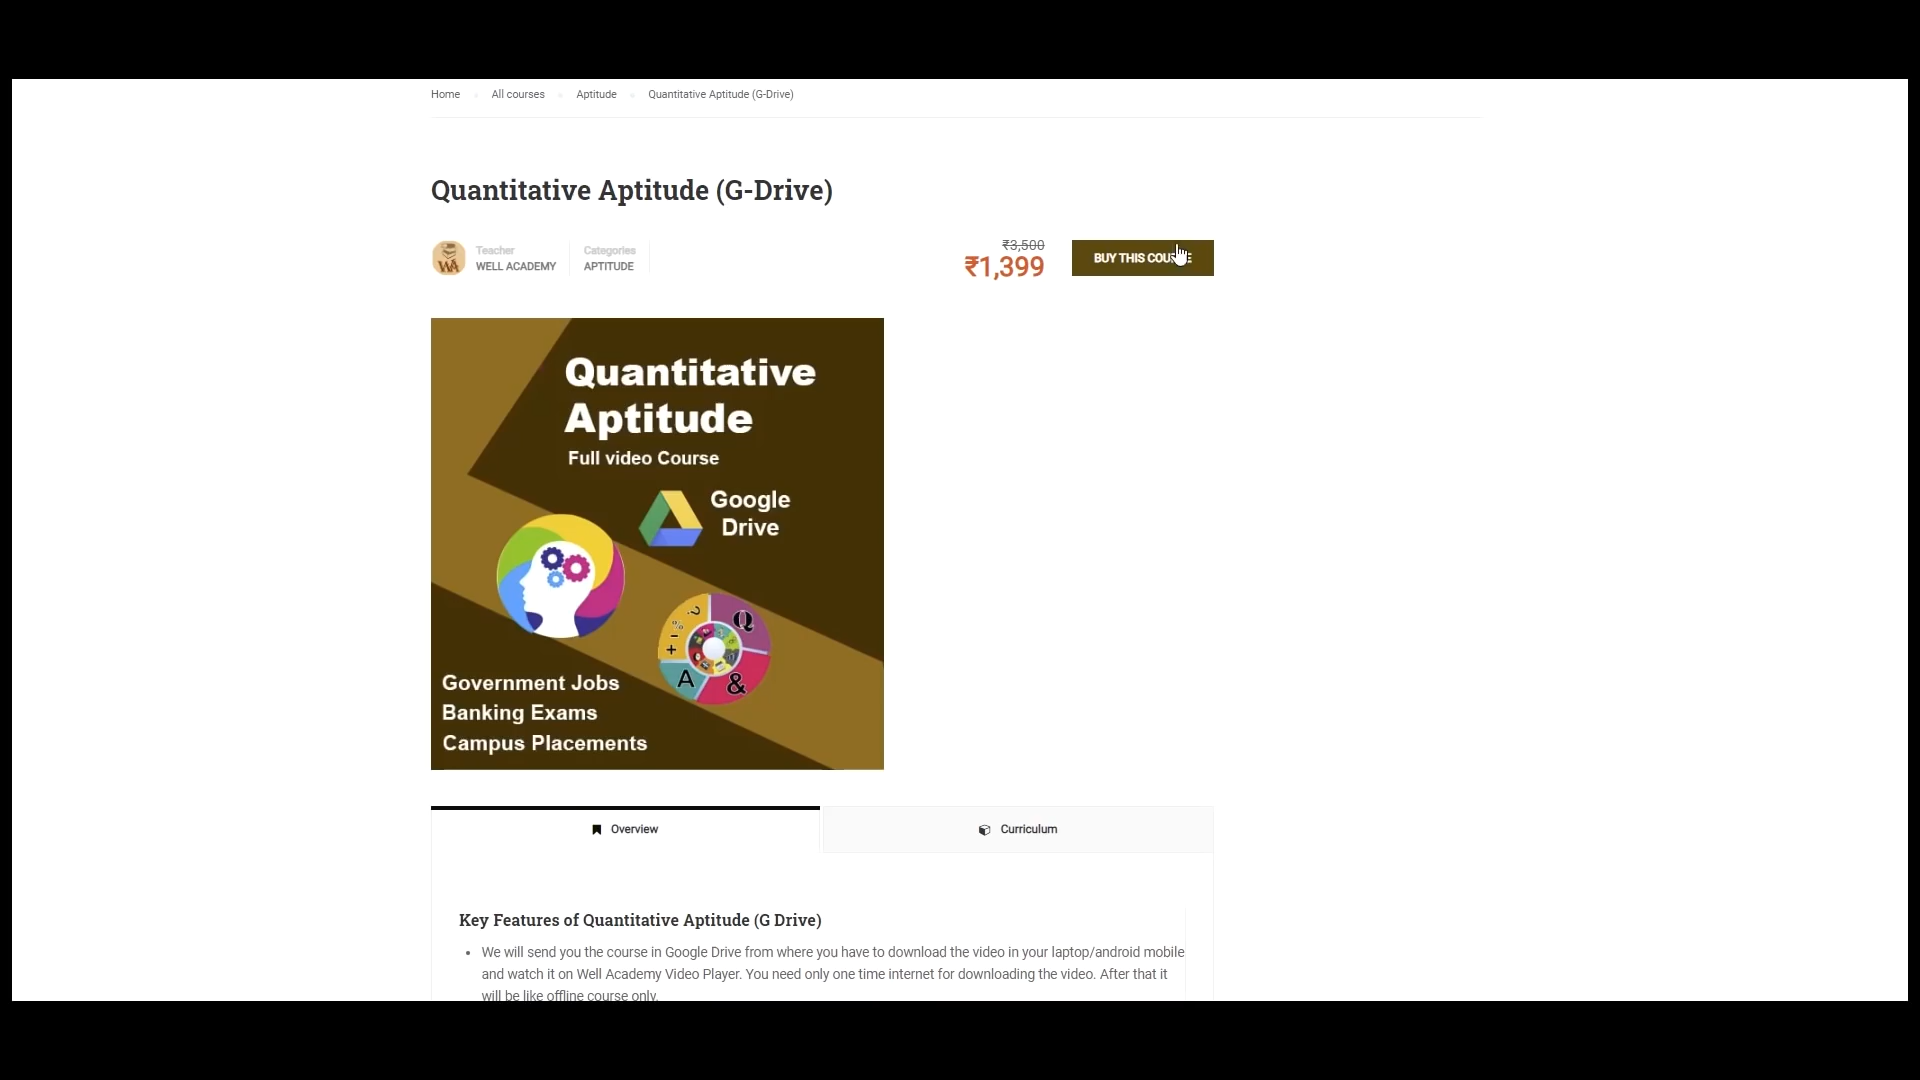 Home All courses Aptitude Quantitative Aptitude (G-Drive)
Quantitative Aptitude (G-Drive)
Teacher
WELL ACADEMY
Categories
APTITUDE
₹3,500
₹1,399
BUY THIS
WA
Quantitative
Aptitude
Full video Course
Google
Drive
? Q
%
-
+
A &
Government Jobs
Banking Exams
Campus Placements
Overview
Curriculum
Key Features of Quantitative Aptitude (G Drive)
We will send you the course in Google Drive from where you have to download the video in your laptop/android mobile
and watch it on Well Academy Video Player. You need only one time internet for downloading the video. After that it
will be like offline course only.